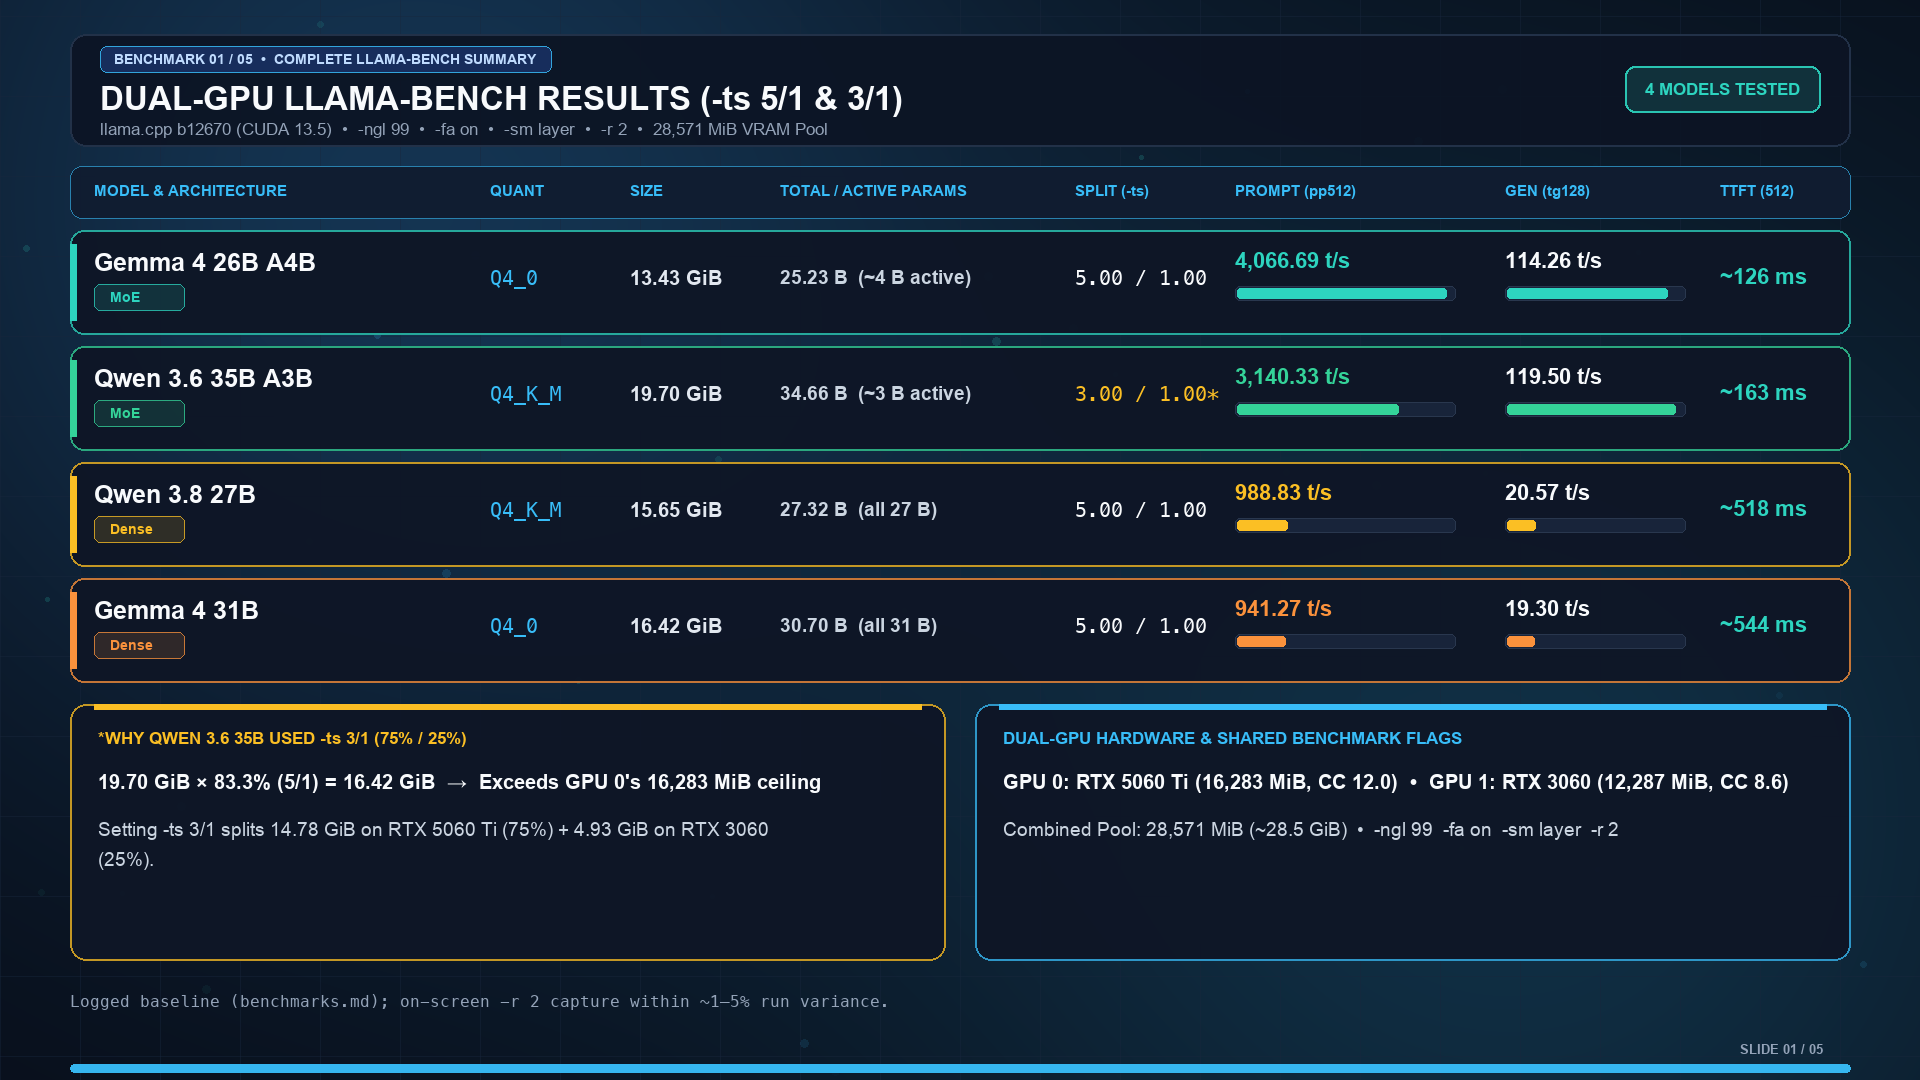 BENCHMARK 01 / 05 • COMPLETE LLAMA-BENCH SUMMARY
DUAL-GPU LLAMA-BENCH RESULTS (-ts 5/1 & 3/1)
llama.cpp b12670 (CUDA 13.5) • -ngl 99 • -fa on • -sm layer • -r 2 • 28,571 MiB VRAM Pool
4 MODELS TESTED
MODEL & ARCHITECTURE QUANT SIZE TOTAL / ACTIVE PARAMS SPLIT (-ts) PROMPT (pp512) GEN (tg128) TTFT (512)
Gemma 4 26B A4B Q4_0 13.43 GiB 25.23 B (~4 B active) 5.00 / 1.00 4,066.69 t/s 114.26 t/s ~126 ms
MoE
Qwen 3.6 35B A3B Q4_K_M 19.70 GiB 34.66 B (~3 B active) 3.00 / 1.00* 3,140.33 t/s 119.50 t/s ~163 ms
MoE
Qwen 3.8 27B Q4_K_M 15.65 GiB 27.32 B (all 27 B) 5.00 / 1.00 988.83 t/s 20.57 t/s ~518 ms
Dense
Gemma 4 31B Q4_0 16.42 GiB 30.70 B (all 31 B) 5.00 / 1.00 941.27 t/s 19.30 t/s ~544 ms
Dense
*WHY QWEN 3.6 35B USED -ts 3/1 (75% / 25%)
19.70 GiB × 83.3% (5/1) = 16.42 GiB → Exceeds GPU 0's 16,283 MiB ceiling
Setting -ts 3/1 splits 14.78 GiB on RTX 5060 Ti (75%) + 4.93 GiB on RTX 3060
(25%).
DUAL-GPU HARDWARE & SHARED BENCHMARK FLAGS
GPU 0: RTX 5060 Ti (16,283 MiB, CC 12.0) • GPU 1: RTX 3060 (12,287 MiB, CC 8.6)
Combined Pool: 28,571 MiB (~28.5 GiB) • -ngl 99 -fa on -sm layer -r 2
Logged baseline (benchmarks.md); on-screen -r 2 capture within ~1–5% run variance.
SLIDE 01 / 05